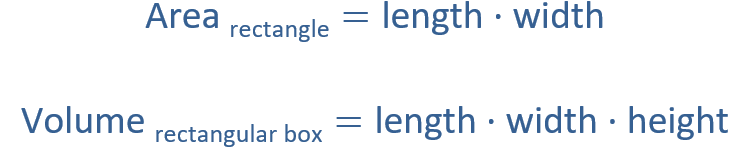 Area rectangle = length · width
Volume rectangular box = length · width · height